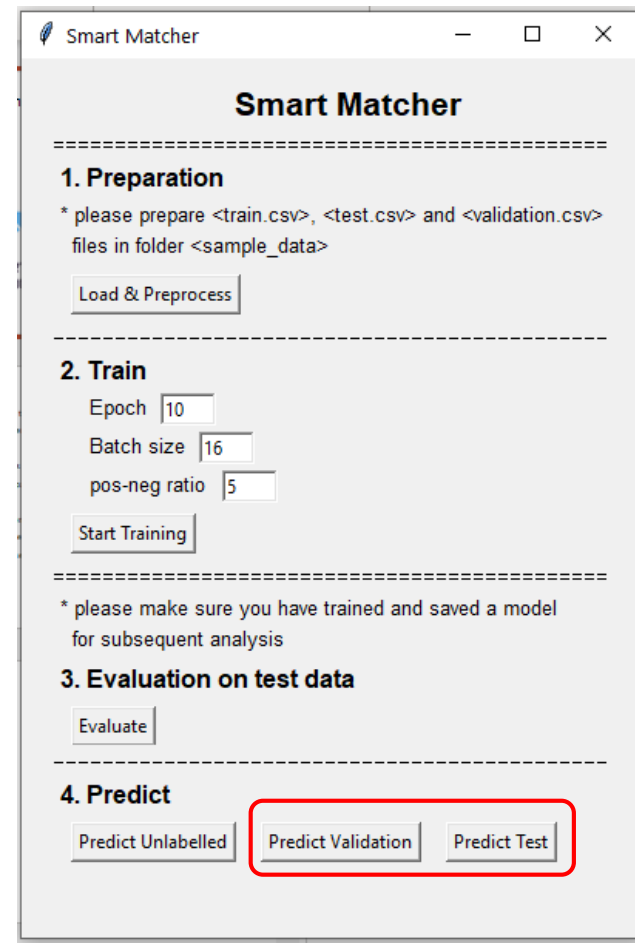 Smart Matcher
Smart Matcher
=============================================
1. Preparation
* please prepare <train.csv>, <test.csv> and <validation.csv>
files in folder <sample_data>
Load & Preprocess
---------------------------------------------
2. Train
Epoch 10
Batch size 16
pos-neg ratio 5
Start Training
=============================================
* please make sure you have trained and saved a model
for subsequent analysis
3. Evaluation on test data
Evaluate
---------------------------------------------
4. Predict
Predict Unlabelled Predict Validation Predict Test